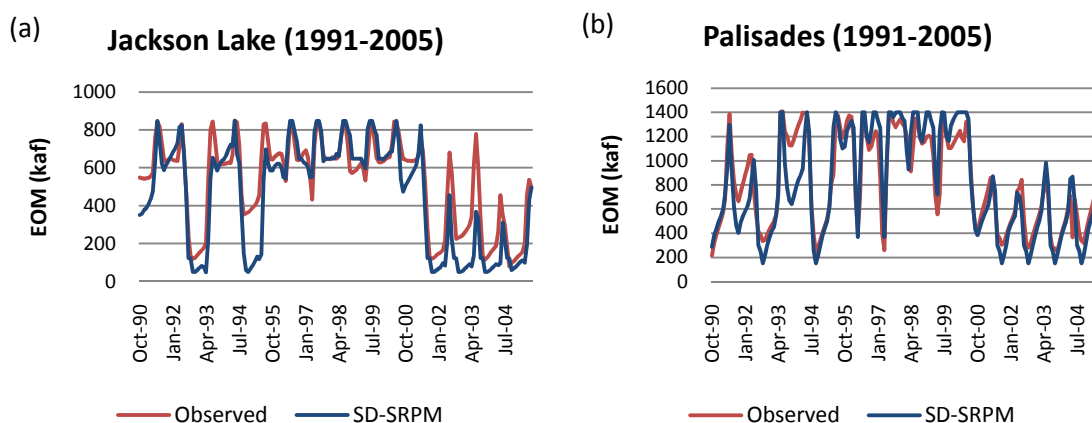 (a)
Jackson Lake (1991-2005)
EOM (kaf)
1000
800
600
400
200
0
Oct-90
Jan-92
Apr-93
Jul-94
Oct-95
Jan-97
Apr-98
Jul-99
Oct-00
Jan-02
Apr-03
Jul-04
Observed
SD-SRPM
(b)
Palisades (1991-2005)
EOM (kaf)
1600
1400
1200
1000
800
600
400
200
0
Oct-90
Jan-92
Apr-93
Jul-94
Oct-95
Jan-97
Apr-98
Jul-99
Oct-00
Jan-02
Apr-03
Jul-04
Observed
SD-SRPM